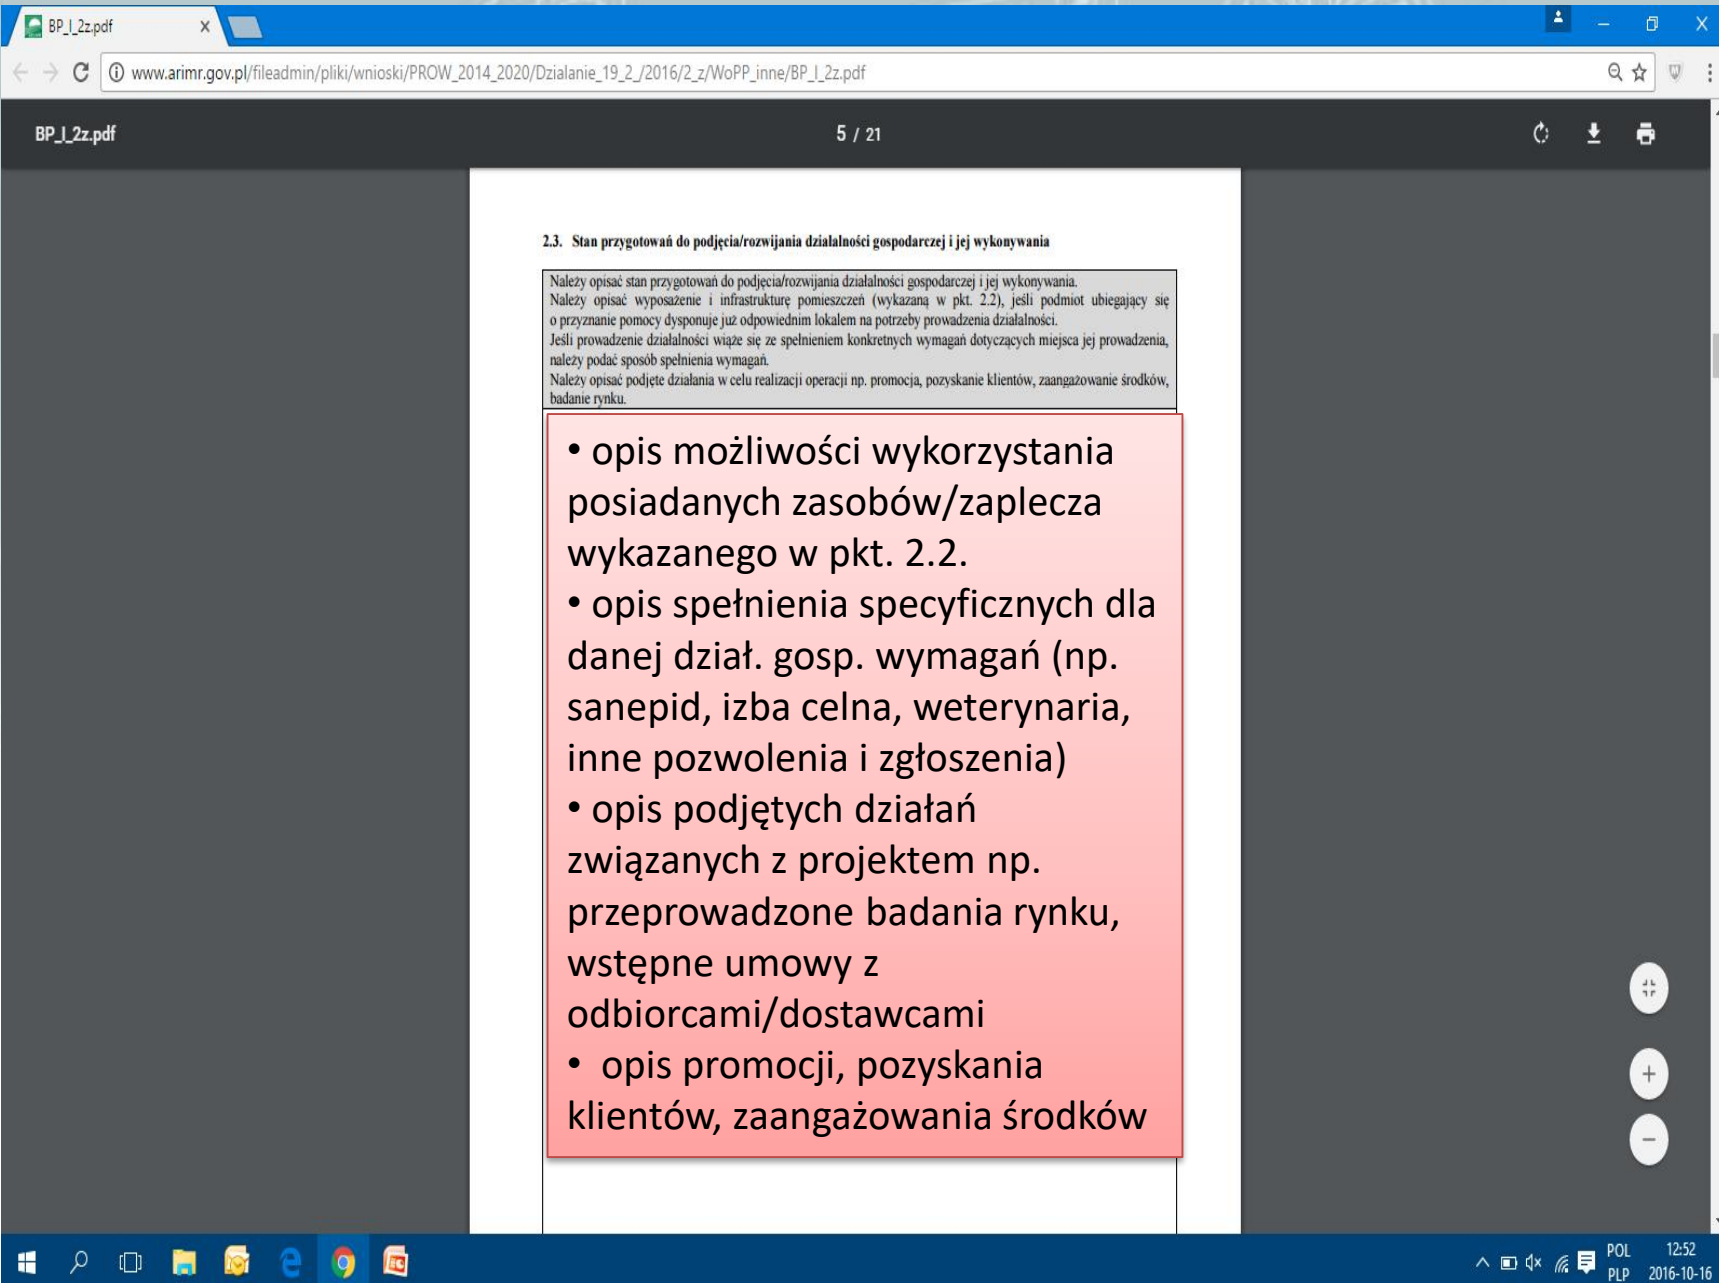 BP_I_2z.pdf
www.arimr.gov.pl/fileadmin/pliki/wnioski/PROW_2014_2020/Dzialanie_19_2_/2016/2_z/WoPP_inne/BP_I_2z.pdf
BP_I_2z.pdf
5 / 21
2.3. Stan przygotowań do podjęcia/rozwijania działalności gospodarczej i jej wykonywania
Należy opisać stan przygotowań do podjęcia/rozwijania działalności gospodarczej i jej wykonywania.
Należy opisać wyposażenie i infrastrukturę pomieszczeń (wykazaną w pkt. 2.2), jeśli podmiot ubiegający się
o przyznanie pomocy dysponuje już odpowiednim lokalem na potrzeby prowadzenia działalności.
Jeśli prowadzenie działalności wiąże się ze spełnieniem konkretnych wymagań dotyczących miejsca jej prowadzenia,
należy podać sposób spełnienia wymagań.
Należy opisać podjęte działania w celu realizacji operacji np. promocja, pozyskanie klientów, zaangażowanie środków,
badanie rynku.
• opis możliwości wykorzystania
posiadanych zasobów/zaplecza
wykazanego w pkt. 2.2.
• opis spełnienia specyficznych dla
danej dział. gosp. wymagań (np.
sanepid, izba celna, weterynaria,
inne pozwolenia i zgłoszenia)
• opis podjętych działań
związanych z projektem np.
przeprowadzone badania rynku,
wstępne umowy z
odbiorcami/dostawcami
• opis promocji, pozyskania
klientów, zaangażowania środków
POL
12:52
PLP
2016-10-16